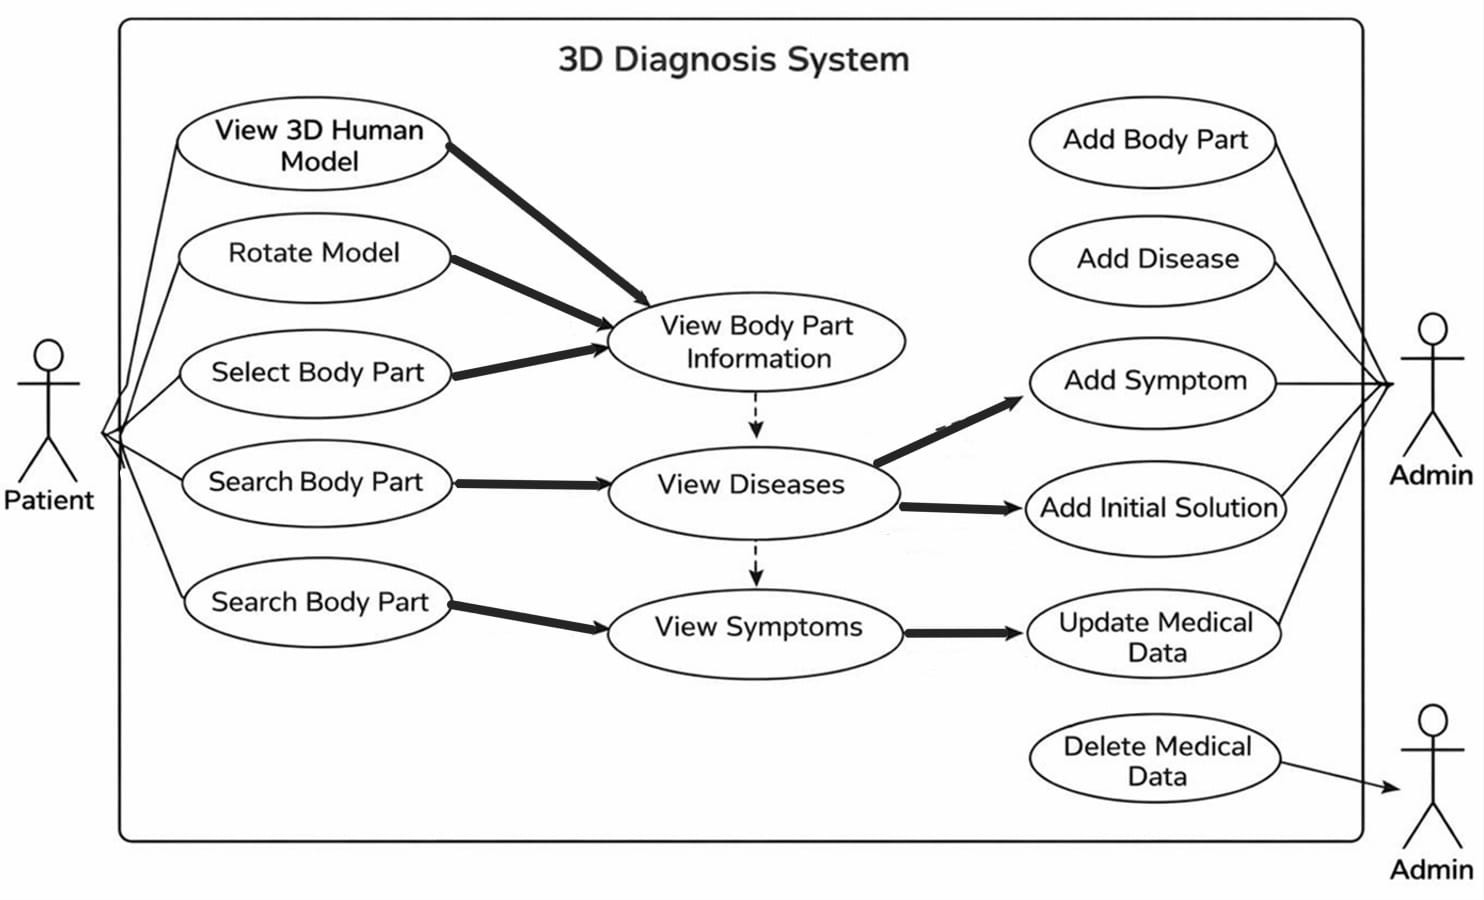 3D Diagnosis System
View 3D Human
Model
Rotate Model
Select Body Part
Search Body Part
Search Body Part
Patient
View Body Part
Information
View Diseases
View Symptoms
Add Body Part
Add Disease
Add Symptom
Add Initial Solution
Update Medical
Data
Delete Medical
Data
Admin
Admin